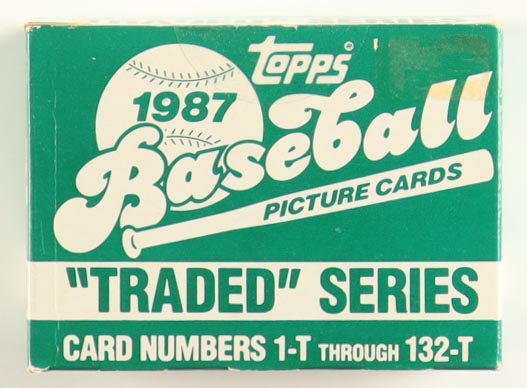 TOPPS®
1987
Baseball
PICTURE CARDS
"TRADED" SERIES
CARD NUMBERS 1-T THROUGH 132-T